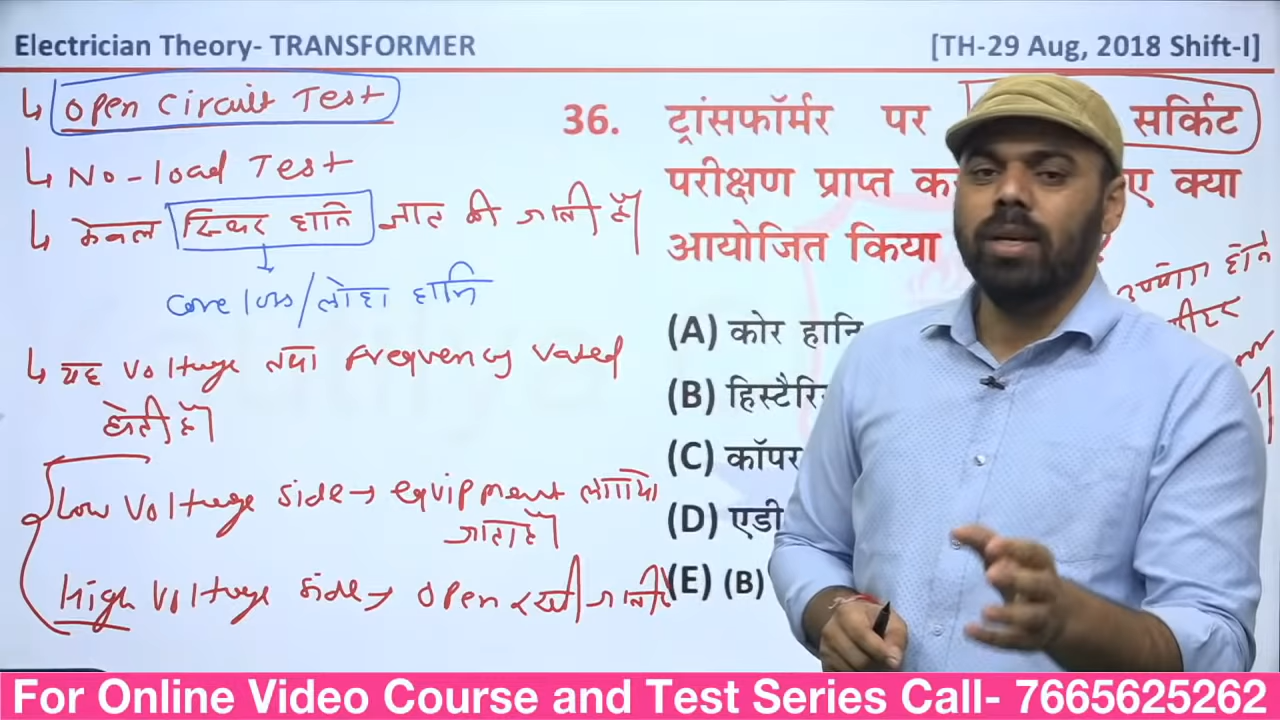 Electrician Theory- TRANSFORMER
[TH-29 Aug, 2018 Shift-I]
↳ Open Circuit Test
↳ No-load Test
↳ केवल स्थिर हानि ज्ञात की जाती है।
core loss/लोहा हानि
↳ यह Voltage तथा frequency rated
होती है।
Low Voltage side → equipment लगाया
जाता है।
High Voltage side → open रखी जाती है
36. ट्रांसफॉर्मर पर सर्किट
परीक्षण प्राप्त क ए क्या
आयोजित किया
उपयोग होने
मीटर
(A) कोर हानि
(B) हिस्टैरि
(C) कॉपर
(D) एडी
(E) (B)
For Online Video Course and Test Series Call- 7665625262